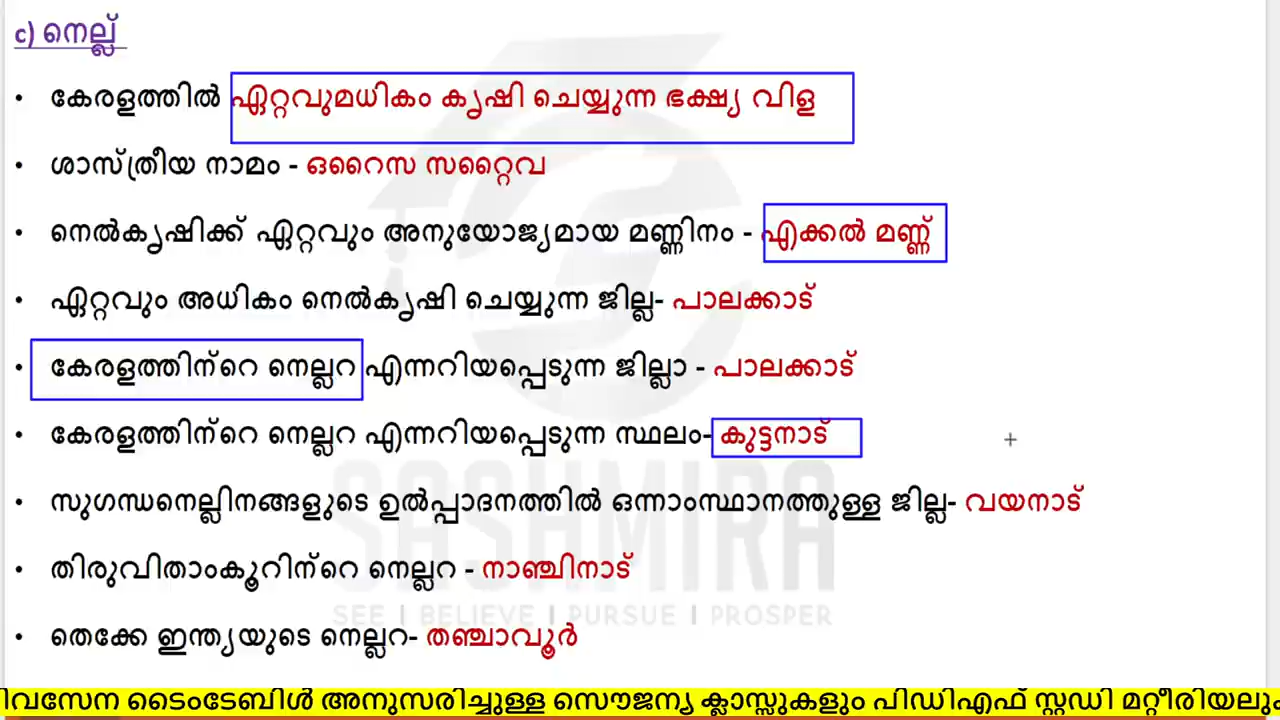 c) നെല്ല്
• കേരളത്തിൽ ഏറ്റവുമധികം കൃഷി ചെയ്യുന്ന ഭക്ഷ്യ വിള
• ശാസ്ത്രീയ നാമം - ഒറൈസ സറ്റൈവ
• നെൽകൃഷിക്ക് ഏറ്റവും അനുയോജ്യമായ മണ്ണിനം - എക്കൽ മണ്ണ്
• ഏറ്റവും അധികം നെൽകൃഷി ചെയ്യുന്ന ജില്ല- പാലക്കാട്
• കേരളത്തിന്റെ നെല്ലറ എന്നറിയപ്പെടുന്ന ജില്ലാ - പാലക്കാട്
• കേരളത്തിന്റെ നെല്ലറ എന്നറിയപ്പെടുന്ന സ്ഥലം- കുട്ടനാട്
• സുഗന്ധനെല്ലിനങ്ങളുടെ ഉൽപ്പാദനത്തിൽ ഒന്നാംസ്ഥാനത്തുള്ള ജില്ല- വയനാട്
• തിരുവിതാംകൂറിന്റെ നെല്ലറ - നാഞ്ചിനാട്
• തെക്കേ ഇന്ത്യയുടെ നെല്ലറ- തഞ്ചാവൂർ
SASHMIRA
SEE | BELIEVE | PURSUE | PROSPER
ിവസേന ടൈംടേബിൾ അനുസരിച്ചുള്ള സൌജന്യ ക്ലാസ്സുകളും പിഡിഎഫ് സ്റ്റഡി മറ്റീരിയലും